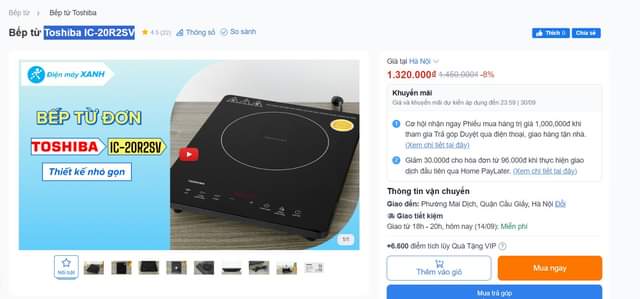 Bếp từ › Bếp từ Toshiba
Bếp từ Toshiba IC-20R2SV ★ 4.5 (22) Thông số So sánh
Thích 0 Chia sẻ
Điện máy XANH
BẾP TỪ ĐƠN
TOSHIBA IC-20R2SV
Thiết kế nhỏ gọn
TOSHIBA
1/1
Nổi bật
Giá tại Hà Nội
1.320.000₫ 1.450.000₫ -8%
Khuyến mãi
Giá và khuyến mãi dự kiến áp dụng đến 23:59 | 30/09
1 Cơ hội nhận ngay Phiếu mua hàng trị giá 1,000,000đ khi
tham gia Trả góp Duyệt qua điện thoại, giao hàng tận nhà.
(Xem chi tiết tại đây)
2 Giảm 30.000đ cho hóa đơn từ 96.000đ khi thực hiện giao
dịch đầu tiên qua Home PayLater. (Xem chi tiết tại đây)
Thông tin vận chuyển
Giao đến: Phường Mai Dịch, Quận Cầu Giấy, Hà Nội Đổi
Giao tiết kiệm
Giao từ 18h - 20h, hôm nay (14/09): Miễn phí
+6.600 điểm tích lũy Quà Tặng VIP ?
Thêm vào giỏ
Mua ngay
Mua trả góp